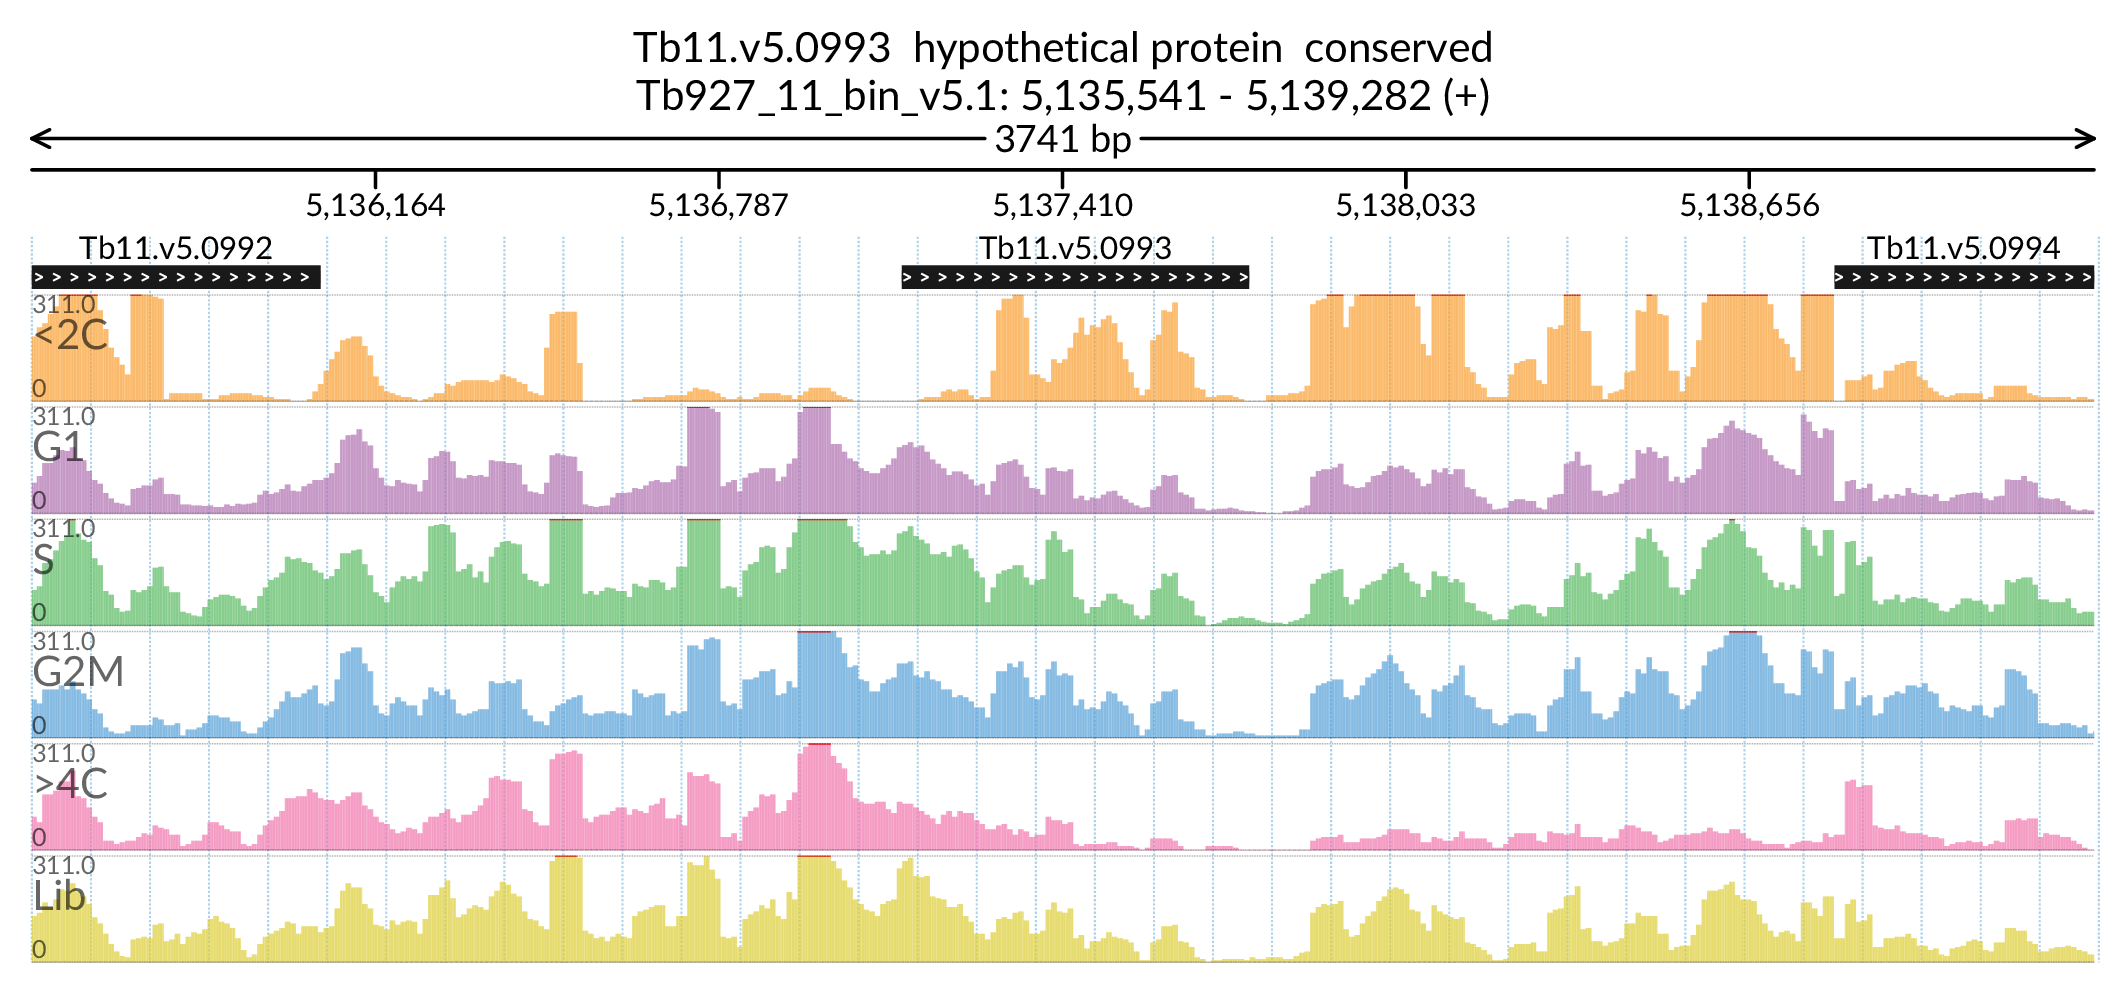 Tb11.v5.0993 hypothetical protein conserved
Tb927_11_bin_v5.1: 5,135,541 - 5,139,282 (+)
3741 bp
5,136,164 5,136,787 5,137,410 5,138,033 5,138,656
Tb11.v5.0992 Tb11.v5.0993 Tb11.v5.0994
311.0
<2C
0
311.0
G1
0
311.0
S
0
311.0
G2M
0
311.0
>4C
0
311.0
Lib
0